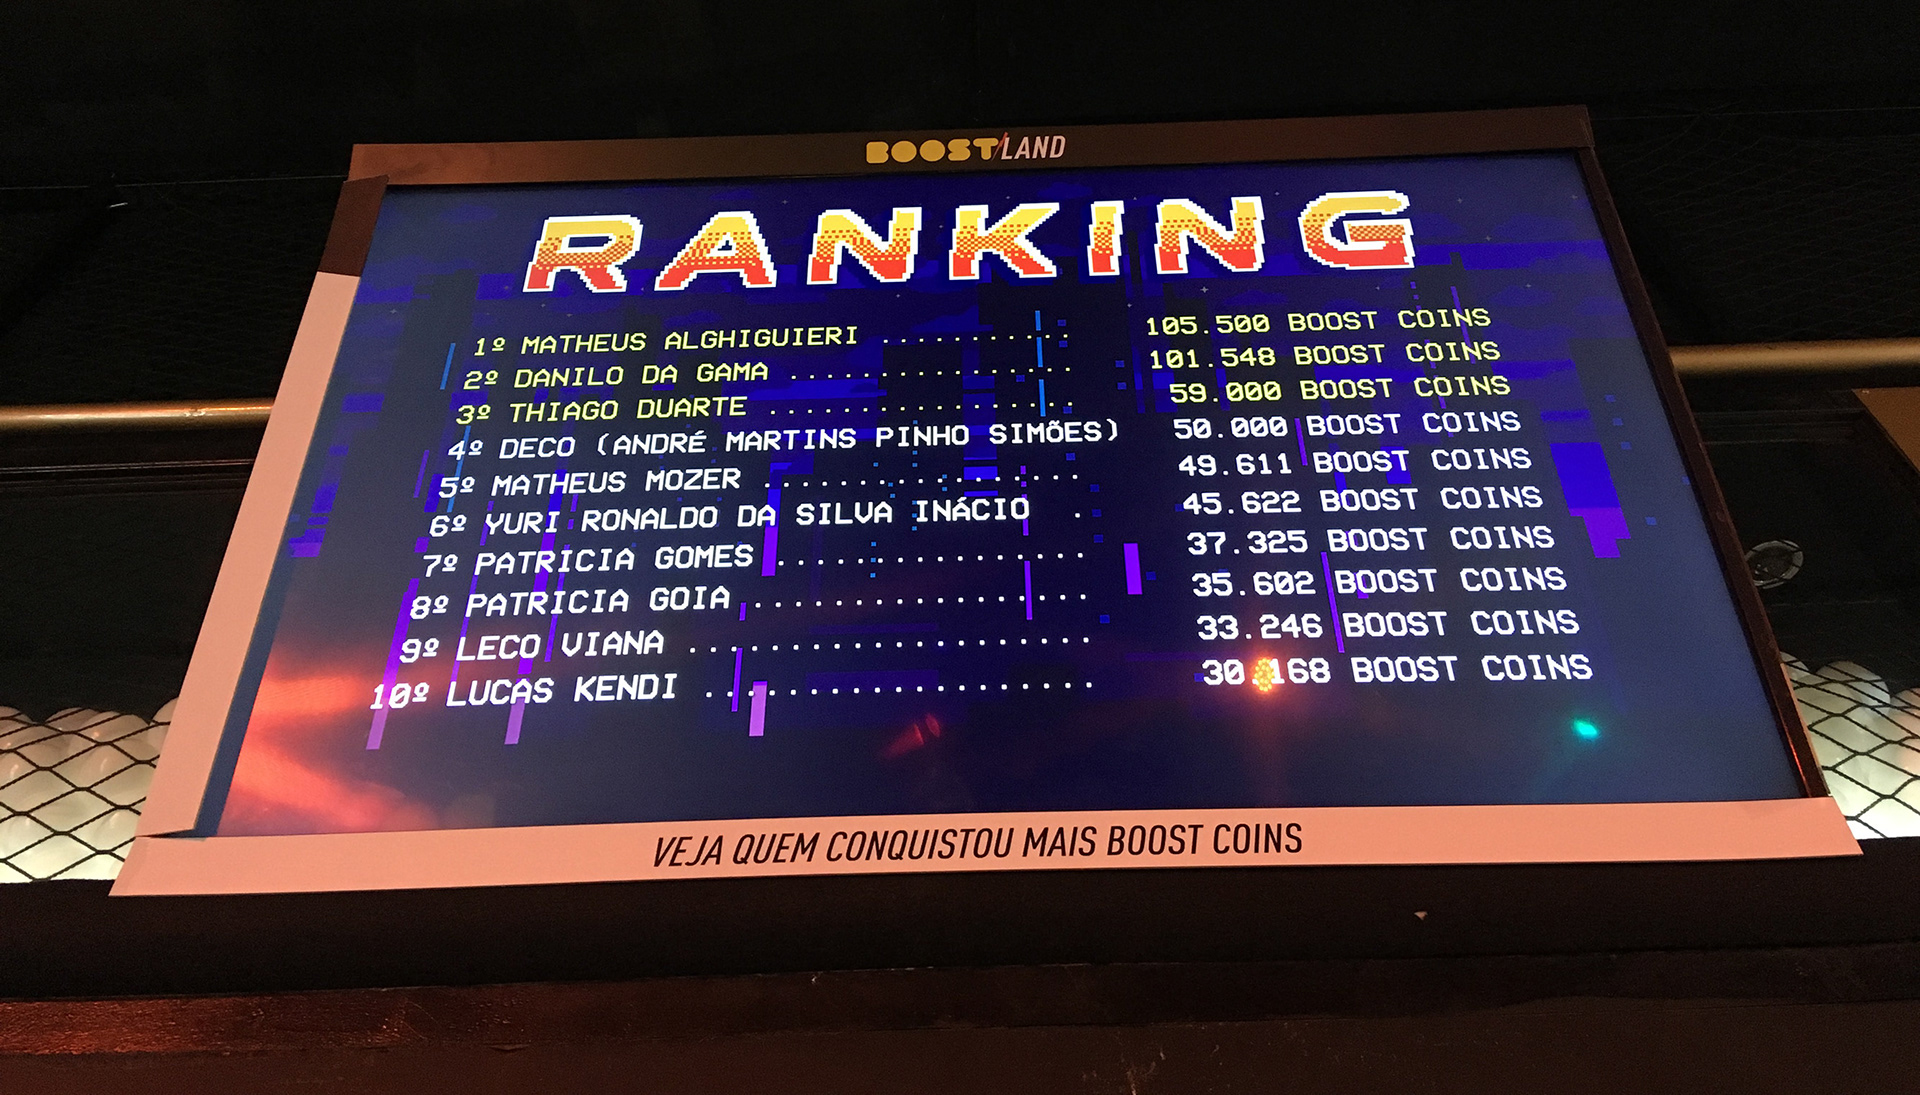 BOOST/LAND
RANKING
1º MATHEUS ALGHIGUIERI .......... 105.500 BOOST COINS
2º DANILO DA GAMA ................ 101.548 BOOST COINS
3º THIAGO DUARTE ................. 59.000 BOOST COINS
4º DECO (ANDRÉ MARTINS PINHO SIMÕES) 50.000 BOOST COINS
5º MATHEUS MOZER ................. 49.611 BOOST COINS
6º YURI RONALDO DA SILVA INÁCIO . 45.622 BOOST COINS
7º PATRICIA GOMES ................. 37.325 BOOST COINS
8º PATRICIA GOIA ................... 35.602 BOOST COINS
9º LECO VIANA ...................... 33.246 BOOST COINS
10º LUCAS KENDI ..................... 30.168 BOOST COINS
VEJA QUEM CONQUISTOU MAIS BOOST COINS